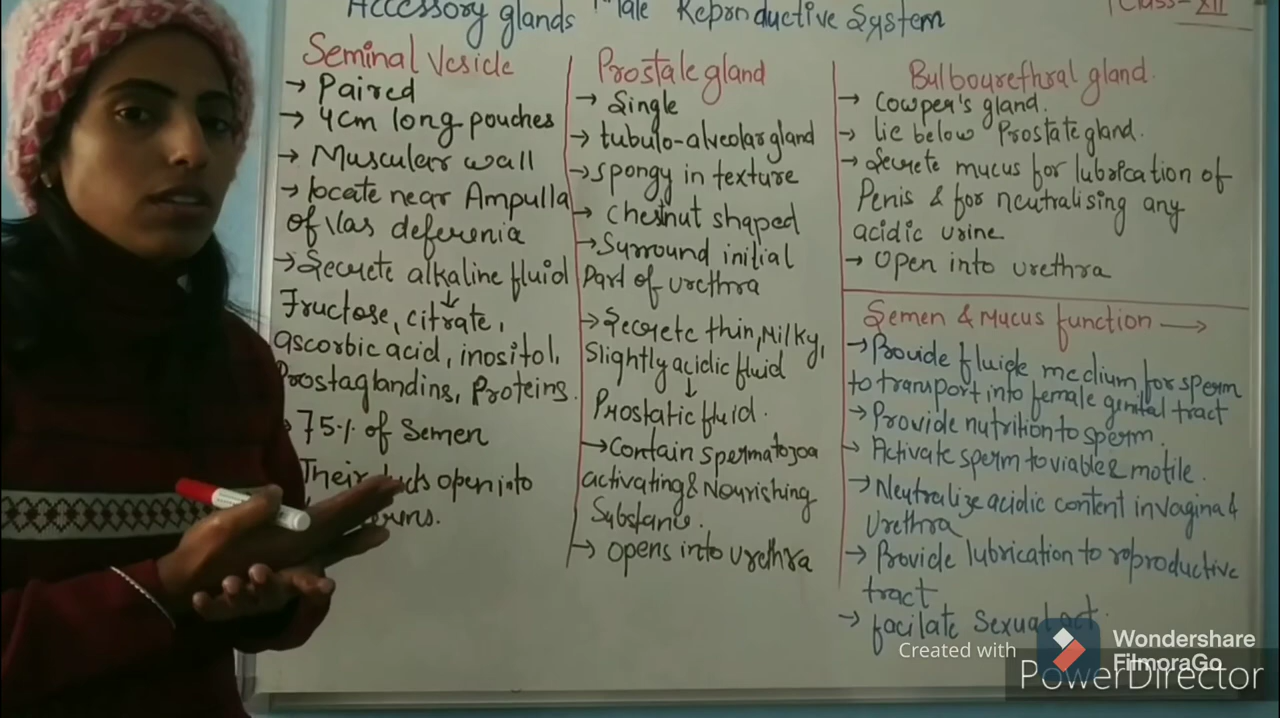 Accessory glands Male Reproductive System
Class-XII
Seminal Vesicle
→ Paired
→ 4cm long pouches
→ Muscular wall
→ locate near Ampulla
of Vas deferenia
→ Secrete alkaline fluid
↓
Fructose, citrate,
ascorbic acid, inositol,
Prostaglandins, Proteins.
75% of Semen
Their ducts open into
Prostale gland
→ Single
→ tubulo-alveolar gland
→ spongy in texture
→ Chesnut shaped
→ Surround initial
Part of urethra
→ Secrete thin, Milky,
Slightly acidic fluid
↓
Prostatic fluid.
→ Contain spermatozoa
activating & Nourishing
Substance.
→ Opens into urethra
Bulbourethral gland.
→ Cowper's gland.
→ lie below Prostate gland.
→ Secrete mucus for lubrication of
Penis & for neutralising any
acidic urine
→ Open into urethra
Semen & Mucus function →
→ Provide fluide medium for sperm
to transport into female genital tract
→ Provide nutrition to sperm.
→ Activate sperm to viable & motile.
→ Neutralize acidic content in vagina &
Urethra
→ Provide lubrication to reproductive
tract
→ facilate Sexual act.
Created with
Wondershare
FilmoraGo
PowerDirector